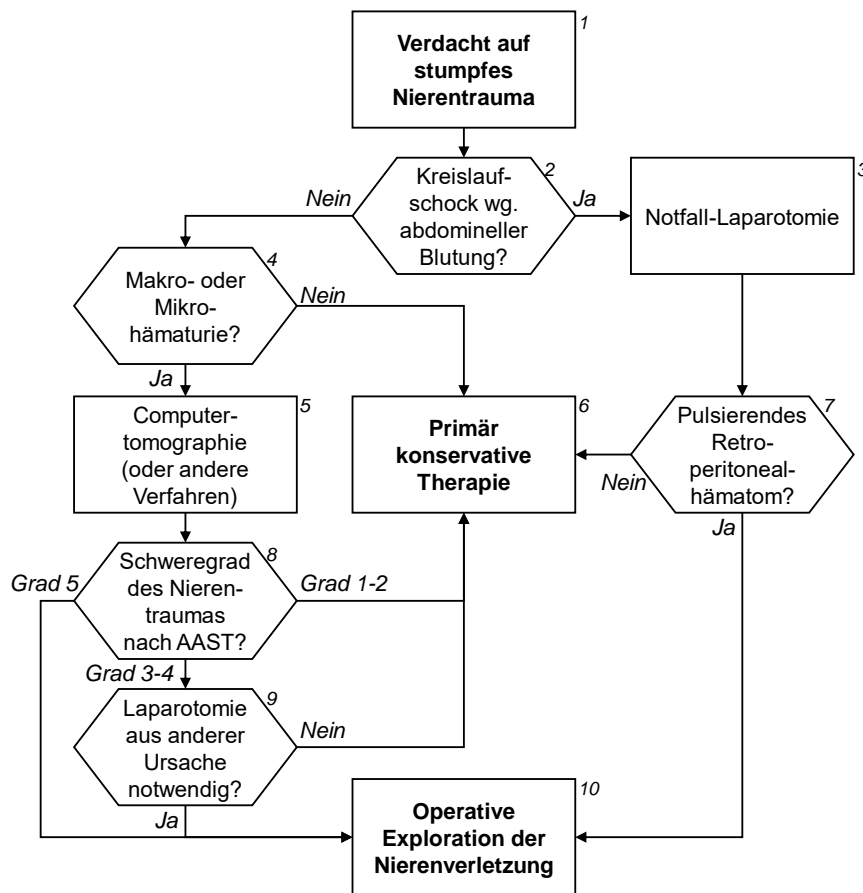 1
Verdacht auf
stumpfes
Nierentrauma
2
Kreislauf-
schock wg.
abdomineller
Blutung?
Nein
Ja
3
Notfall-Laparotomie
4
Makro- oder
Mikro-
hämaturie?
Nein
Ja
5
Computer-
tomographie
(oder andere
Verfahren)
6
Primär
konservative
Therapie
7
Pulsierendes
Retro-
peritoneal-
hämatom?
Nein
Ja
8
Schweregrad
des Nieren-
traumas
nach AAST?
Grad 5
Grad 1-2
Grad 3-4
9
Laparotomie
aus anderer
Ursache
notwendig?
Nein
Ja
10
Operative
Exploration der
Nierenverletzung